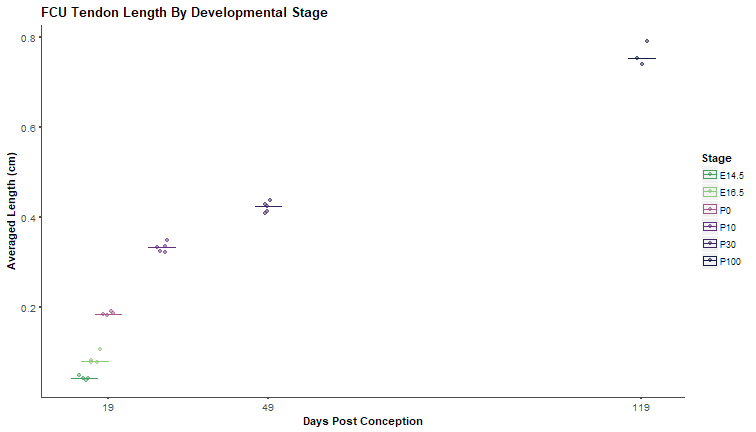 FCU Tendon Length By Developmental Stage
0.8
0.6
0.4
0.2
Averaged Length (cm)
19
49
119
Days Post Conception
Stage
E14.5
E16.5
P0
P10
P30
P100